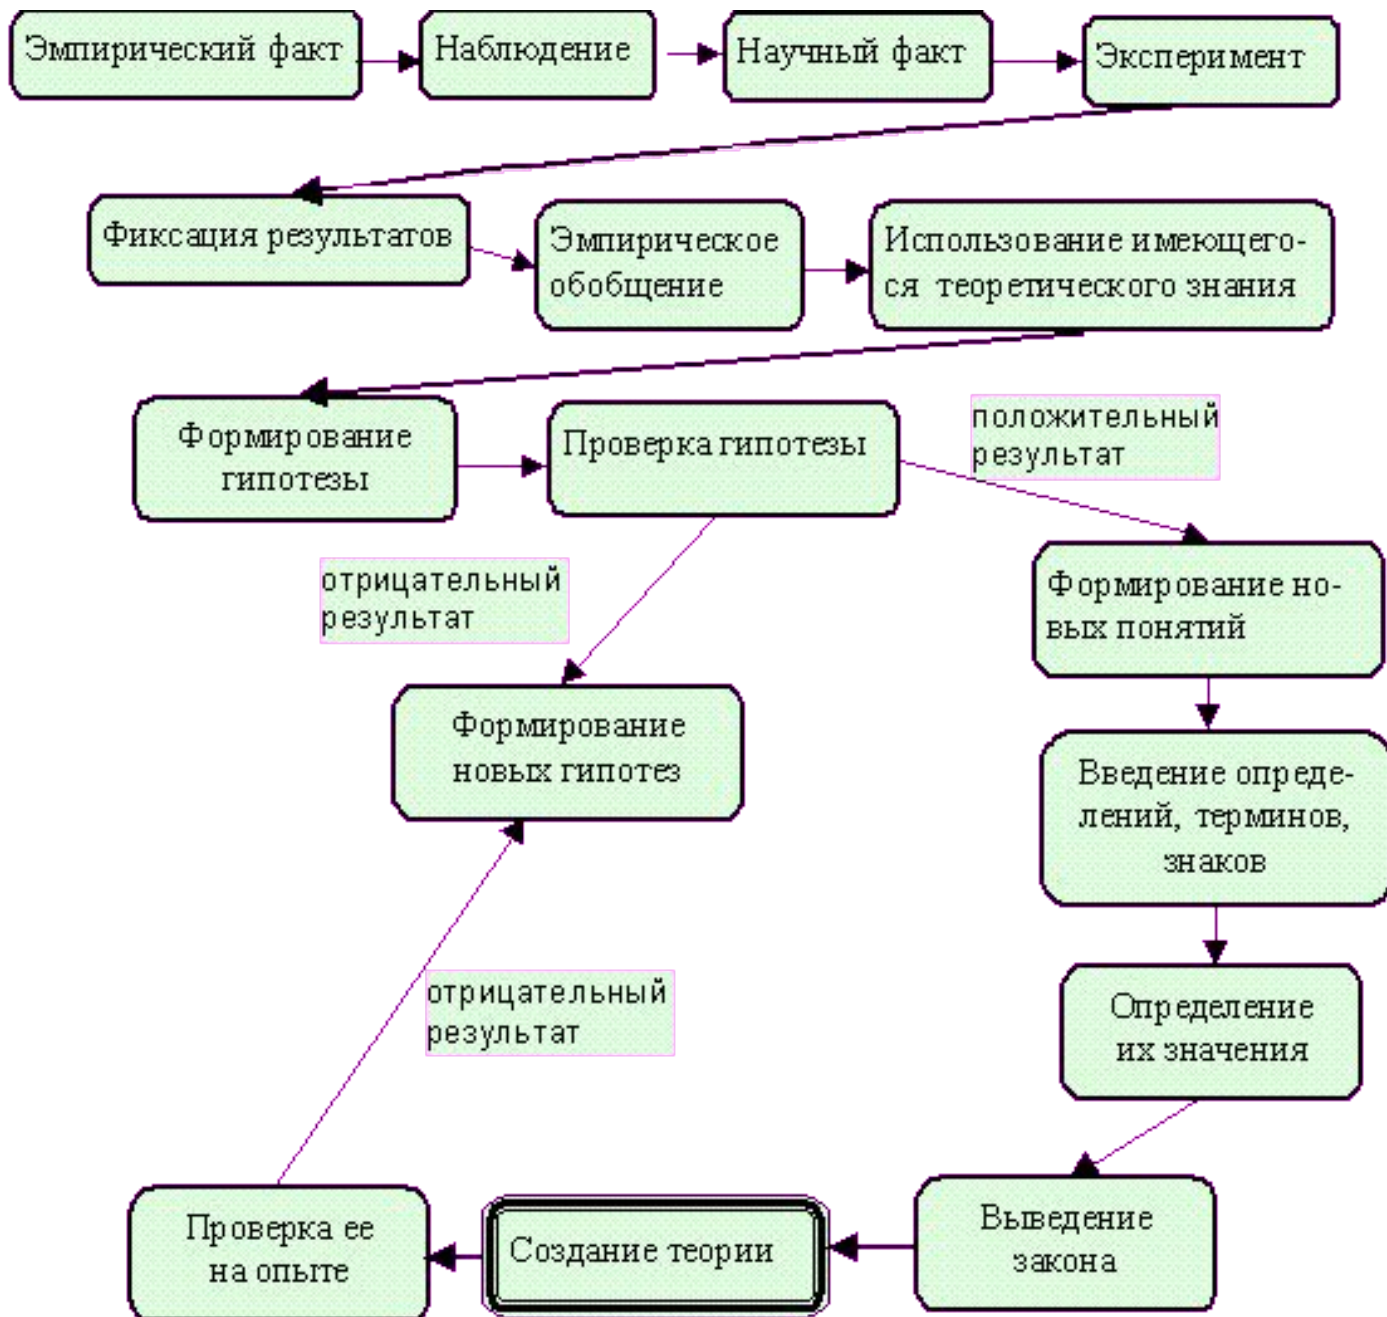 Эмпирический факт
Наблюдение
Научный факт
Эксперимент
Фиксация результатов
Эмпирическое
обобщение
Использование имеющего-
ся теоретического знания
Формирование
гипотезы
Проверка гипотезы
положительный
результат
отрицательный
результат
Формирование но-
вых понятий
Формирование
новых гипотез
Введение опреде-
лений, терминов,
знаков
отрицательный
результат
Определение
их значения
Проверка ее
на опыте
Создание теории
Выведение
закона